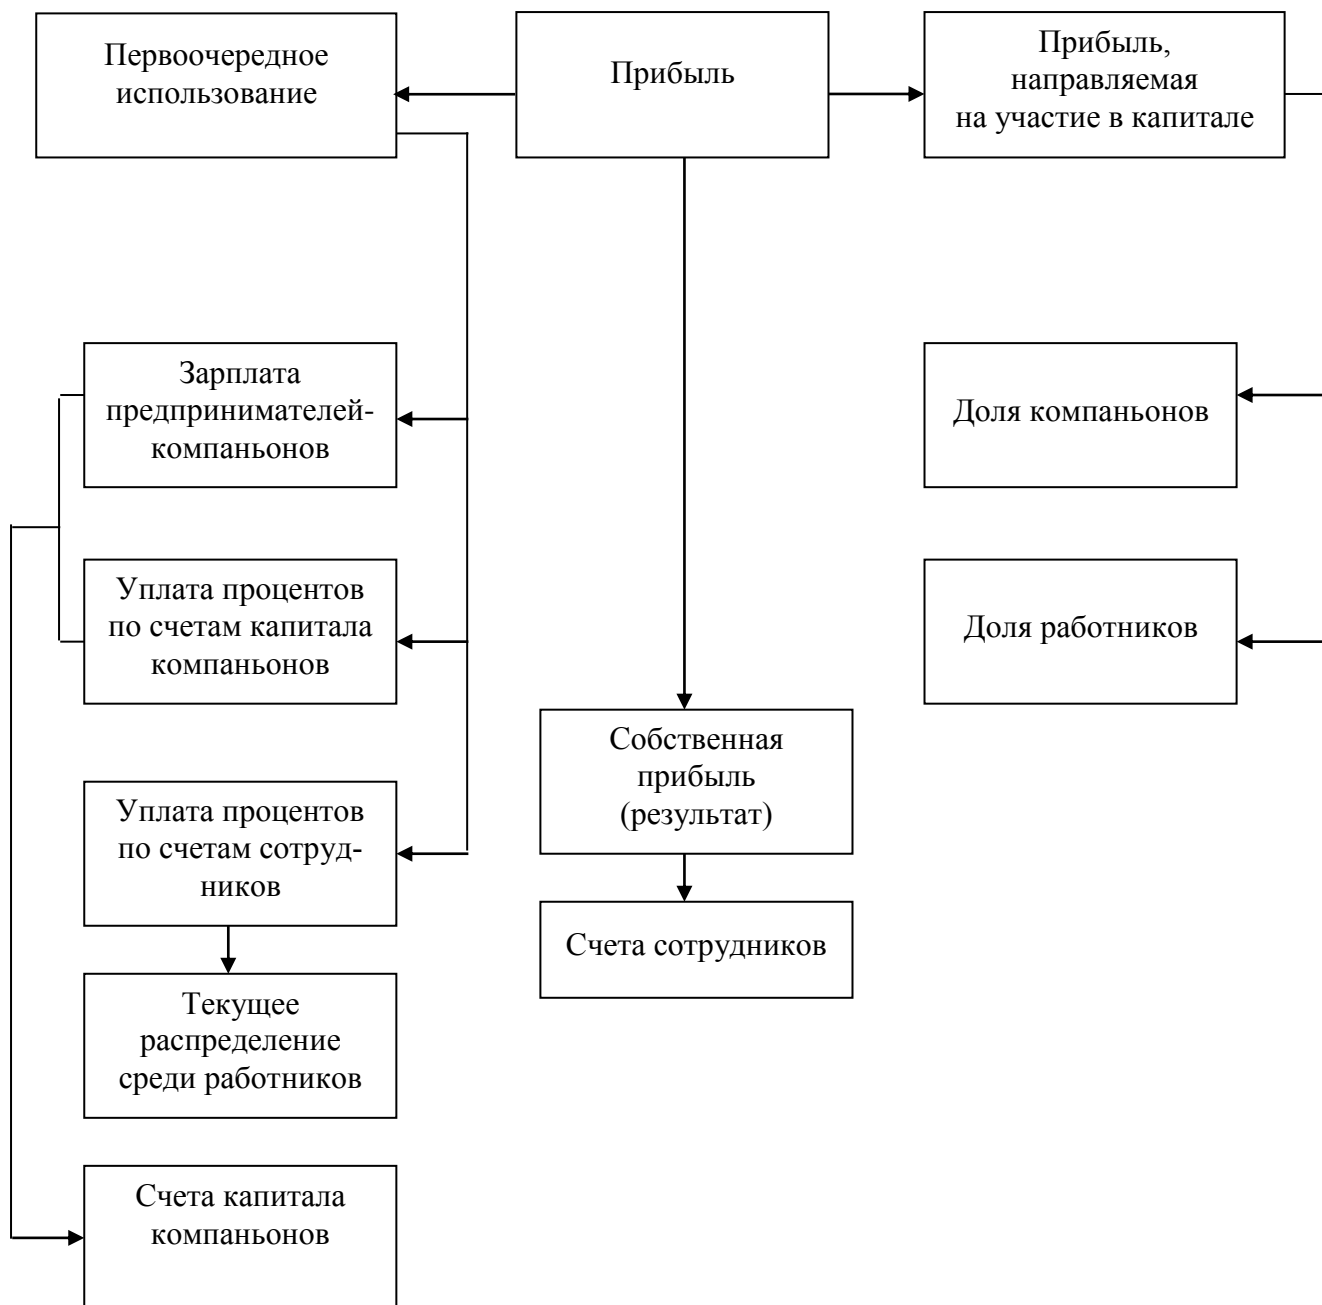 Первоочередное
использование
Прибыль
Прибыль,
направляемая
на участие в капитале
Зарплата
предпринимателей-
компаньонов
Доля компаньонов
Уплата процентов
по счетам капитала
компаньонов
Доля работников
Собственная
прибыль
(результат)
Уплата процентов
по счетам сотруд-
ников
Счета сотрудников
Текущее
распределение
среди работников
Счета капитала
компаньонов